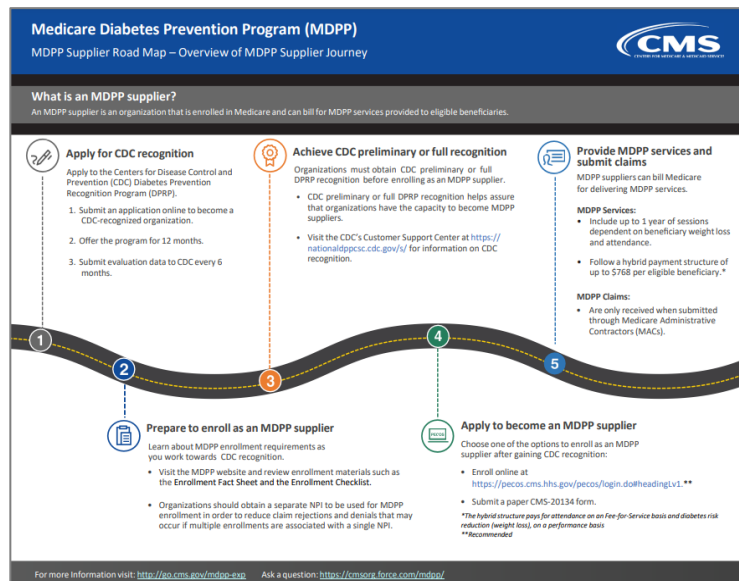 Medicare Diabetes Prevention Program (MDPP)
MDPP Supplier Road Map – Overview of MDPP Supplier Journey
CMS
CENTERS FOR MEDICARE & MEDICAID SERVICES
What is an MDPP supplier?
An MDPP supplier is an organization that is enrolled in Medicare and can bill for MDPP services provided to eligible beneficiaries.
Apply for CDC recognition
Apply to the Centers for Disease Control and
Prevention (CDC) Diabetes Prevention
Recognition Program (DPRP).
1. Submit an application online to become a
CDC-recognized organization.
2. Offer the program for 12 months.
3. Submit evaluation data to CDC every 6
months.
Achieve CDC preliminary or full recognition
Organizations must obtain CDC preliminary or full
DPRP recognition before enrolling as an MDPP supplier.
• CDC preliminary or full DPRP recognition helps assure
that organizations have the capacity to become MDPP
suppliers.
• Visit the CDC's Customer Support Center at https://
nationaldppcsc.cdc.gov/s/ for information on CDC
recognition.
Provide MDPP services and
submit claims
MDPP suppliers can bill Medicare
for delivering MDPP services.
MDPP Services:
• Include up to 1 year of sessions
dependent on beneficiary weight loss
and attendance.
• Follow a hybrid payment structure of
up to $768 per eligible beneficiary.*
MDPP Claims:
• Are only received when submitted
through Medicare Administrative
Contractors (MACs).
1
2
3
4
5
Prepare to enroll as an MDPP supplier
Learn about MDPP enrollment requirements as
you work towards CDC recognition.
• Visit the MDPP website and review enrollment materials such as
the Enrollment Fact Sheet and the Enrollment Checklist.
• Organizations should obtain a separate NPI to be used for MDPP
enrollment in order to reduce claim rejections and denials that may
occur if multiple enrollments are associated with a single NPI.
Apply to become an MDPP supplier
Choose one of the options to enroll as an MDPP
supplier after gaining CDC recognition:
• Enroll online at
https://pecos.cms.hhs.gov/pecos/login.do#headingLv1.**
• Submit a paper CMS-20134 form.
*The hybrid structure pays for attendance on an Fee-for-Service basis and diabetes risk
reduction (weight loss), on a performance basis
**Recommended
For more Information visit: http://go.cms.gov/mdpp-exp Ask a question: https://cmsorg.force.com/mdpp/